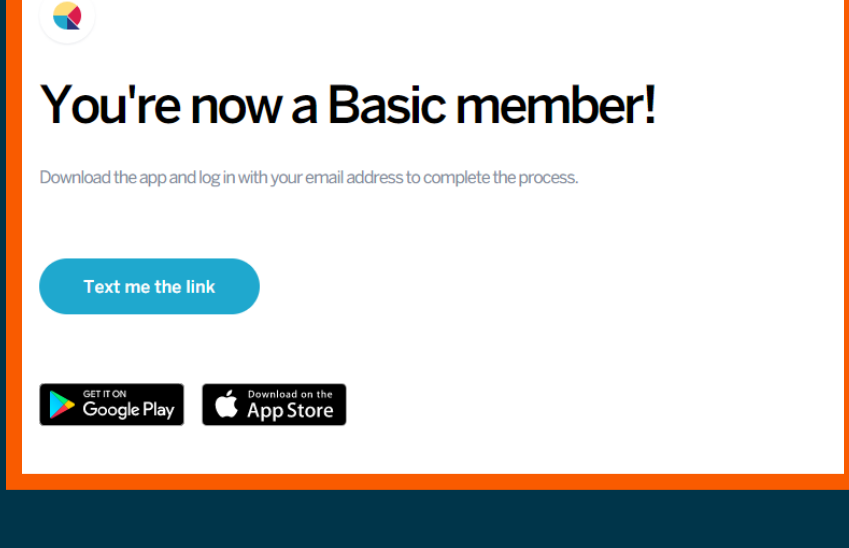 You're now a Basic member!
Download the app and log in with your email address to complete the process.
Text me the link
GET IT ON
Google Play
Download on the
App Store